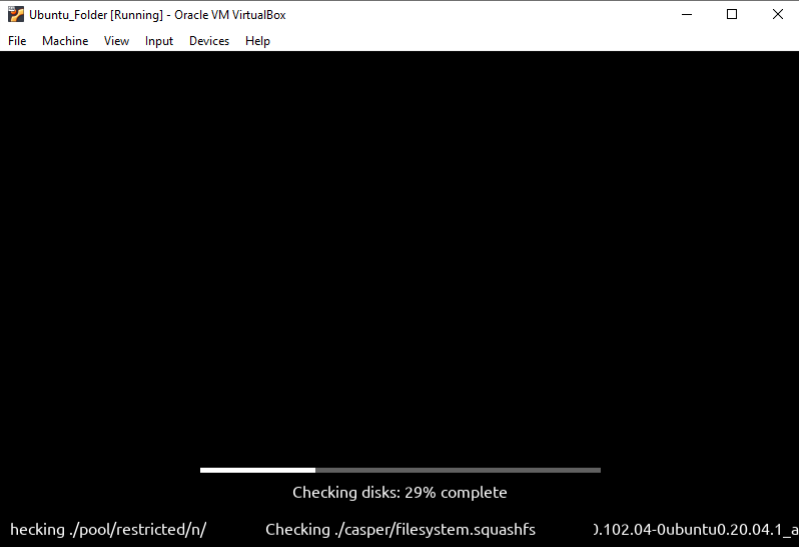 Ubuntu_Folder [Running] - Oracle VM VirtualBox
File Machine View Input Devices Help
Checking disks: 29% complete
hecking ./pool/restricted/n/ Checking ./casper/filesystem.squashfs 0.102.04-0ubuntu0.20.04.1_a